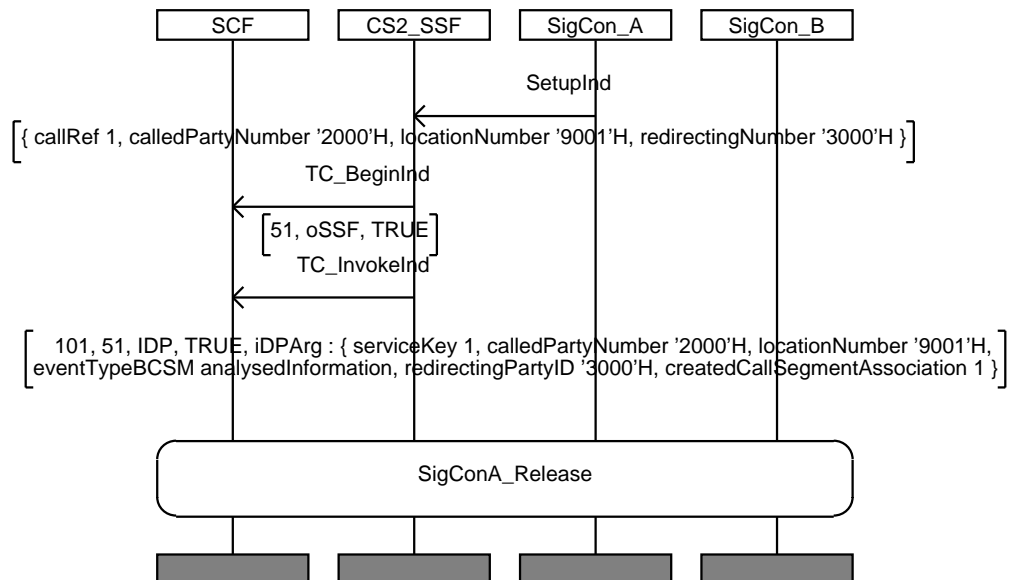 SCF CS2_SSF SigCon_A SigCon_B
SetupInd
{ callRef 1, calledPartyNumber '2000'H, locationNumber '9001'H, redirectingNumber '3000'H }
TC_BeginInd
51, oSSF, TRUE
TC_InvokeInd
101, 51, IDP, TRUE, iDPArg : { serviceKey 1, calledPartyNumber '2000'H, locationNumber '9001'H,
eventTypeBCSM analysedInformation, redirectingPartyID '3000'H, createdCallSegmentAssociation 1 }
SigConA_Release